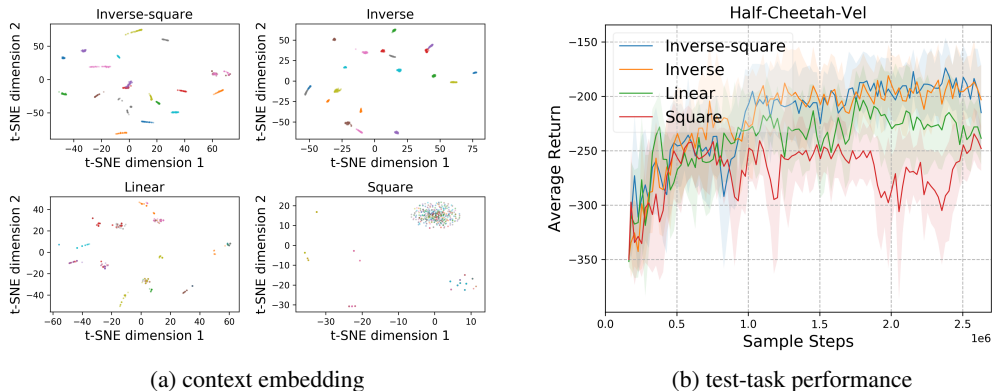 Inverse-square
t-SNE dimension 2
50
0
−50
−40 −20 0 20 40 60
t-SNE dimension 1
Inverse
t-SNE dimension 2
50
25
0
−25
−50
−50 −25 0 25 50 75
t-SNE dimension 1
Linear
t-SNE dimension 2
40
20
0
−20
−40
−60 −40 −20 0 20 40 60
t-SNE dimension 1
Square
t-SNE dimension 2
20
10
0
−10
−20
−30
−30 −20 −10 0 10
t-SNE dimension 1
(a) context embedding
Half-Cheetah-Vel
Average Return
−150
−200
−250
−300
−350
Inverse-square
Inverse
Linear
Square
0.0 0.5 1.0 1.5 2.0 2.5
1e6
Sample Steps
(b) test-task performance